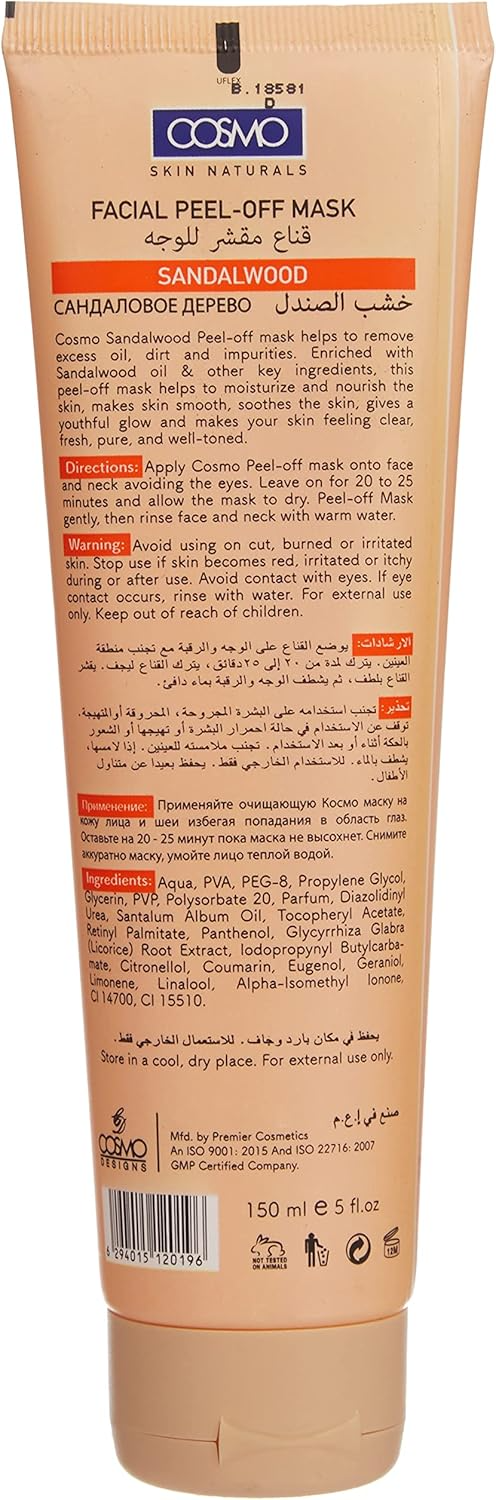 UFLEX
B. 18581
D
COSMO
SKIN NATURALS
FACIAL PEEL-OFF MASK
قناع مقشر للوجه
SANDALWOOD
САНДАЛОВОЕ ДЕРЕВО خشب الصندل
Cosmo Sandalwood Peel-off mask helps to remove
excess oil, dirt and impurities. Enriched with
Sandalwood oil & other key ingredients, this
peel-off mask helps to moisturize and nourish the
skin, makes skin smooth, soothes the skin, gives a
youthful glow and makes your skin feeling clear,
fresh, pure, and well-toned.
Directions: Apply Cosmo Peel-off mask onto face
and neck avoiding the eyes. Leave on for 20 to 25
minutes and allow the mask to dry. Peel-off Mask
gently, then rinse face and neck with warm water.
Warning: Avoid using on cut, burned or irritated
skin. Stop use if skin becomes red, irritated or itchy
during or after use. Avoid contact with eyes. If eye
contact occurs, rinse with water. For external use
only. Keep out of reach of children.
الارشادات: يوضع القناع على الوجه والرقبة مع تجنب منطقة
العينين. يترك لمدة من ٢٠ إلى ٢٥ دقائق، يترك القناع ليجف. يقشر
القناع بلطف، ثم يشطف الوجه والرقبة بماء دافئ.
تحذير: تجنب استخدامه على البشرة المجروحة، المحروقة أوالمتهيجة.
توقف عن الاستخدام في حالة احمرار البشرة أو تهيجها أو الشعور
بالحكة أثناء أو بعد الاستخدام. تجنب ملامسته للعينين. إذا لامسها،
يشطف بالماء. للاستخدام الخارجي فقط. يحفظ بعيدا عن متناول
الأطفال.
Применение: Применяйте очищающую Космо маску на
кожу лица и шеи избегая попадания в область глаз.
Оставьте на 20 - 25 минут пока маска не высохнет. Снимите
аккуратно маску, умойте лицо теплой водой.
Ingredients: Aqua, PVA, PEG-8, Propylene Glycol,
Glycerin, PVP, Polysorbate 20, Parfum, Diazolidinyl
Urea, Santalum Album Oil, Tocopheryl Acetate,
Retinyl Palmitate, Panthenol, Glycyrrhiza Glabra
(Licorice) Root Extract, Iodopropynyl Butylcarba-
mate, Citronellol, Coumarin, Eugenol, Geraniol,
Limonene, Linalool, Alpha-Isomethyl Ionone,
CI 14700, CI 15510.
يحفظ في مكان بارد وجاف. للاستعمال الخارجي فقط.
Store in a cool, dry place. For external use only.
صنع في إ.ع.م
COSMO
DESIGNS
Mfd. by Premier Cosmetics
An ISO 9001: 2015 And ISO 22716: 2007
GMP Certified Company.
150 ml e 5 fl.oz
6 294015 120196
NOT TESTED
ON ANIMALS
12M